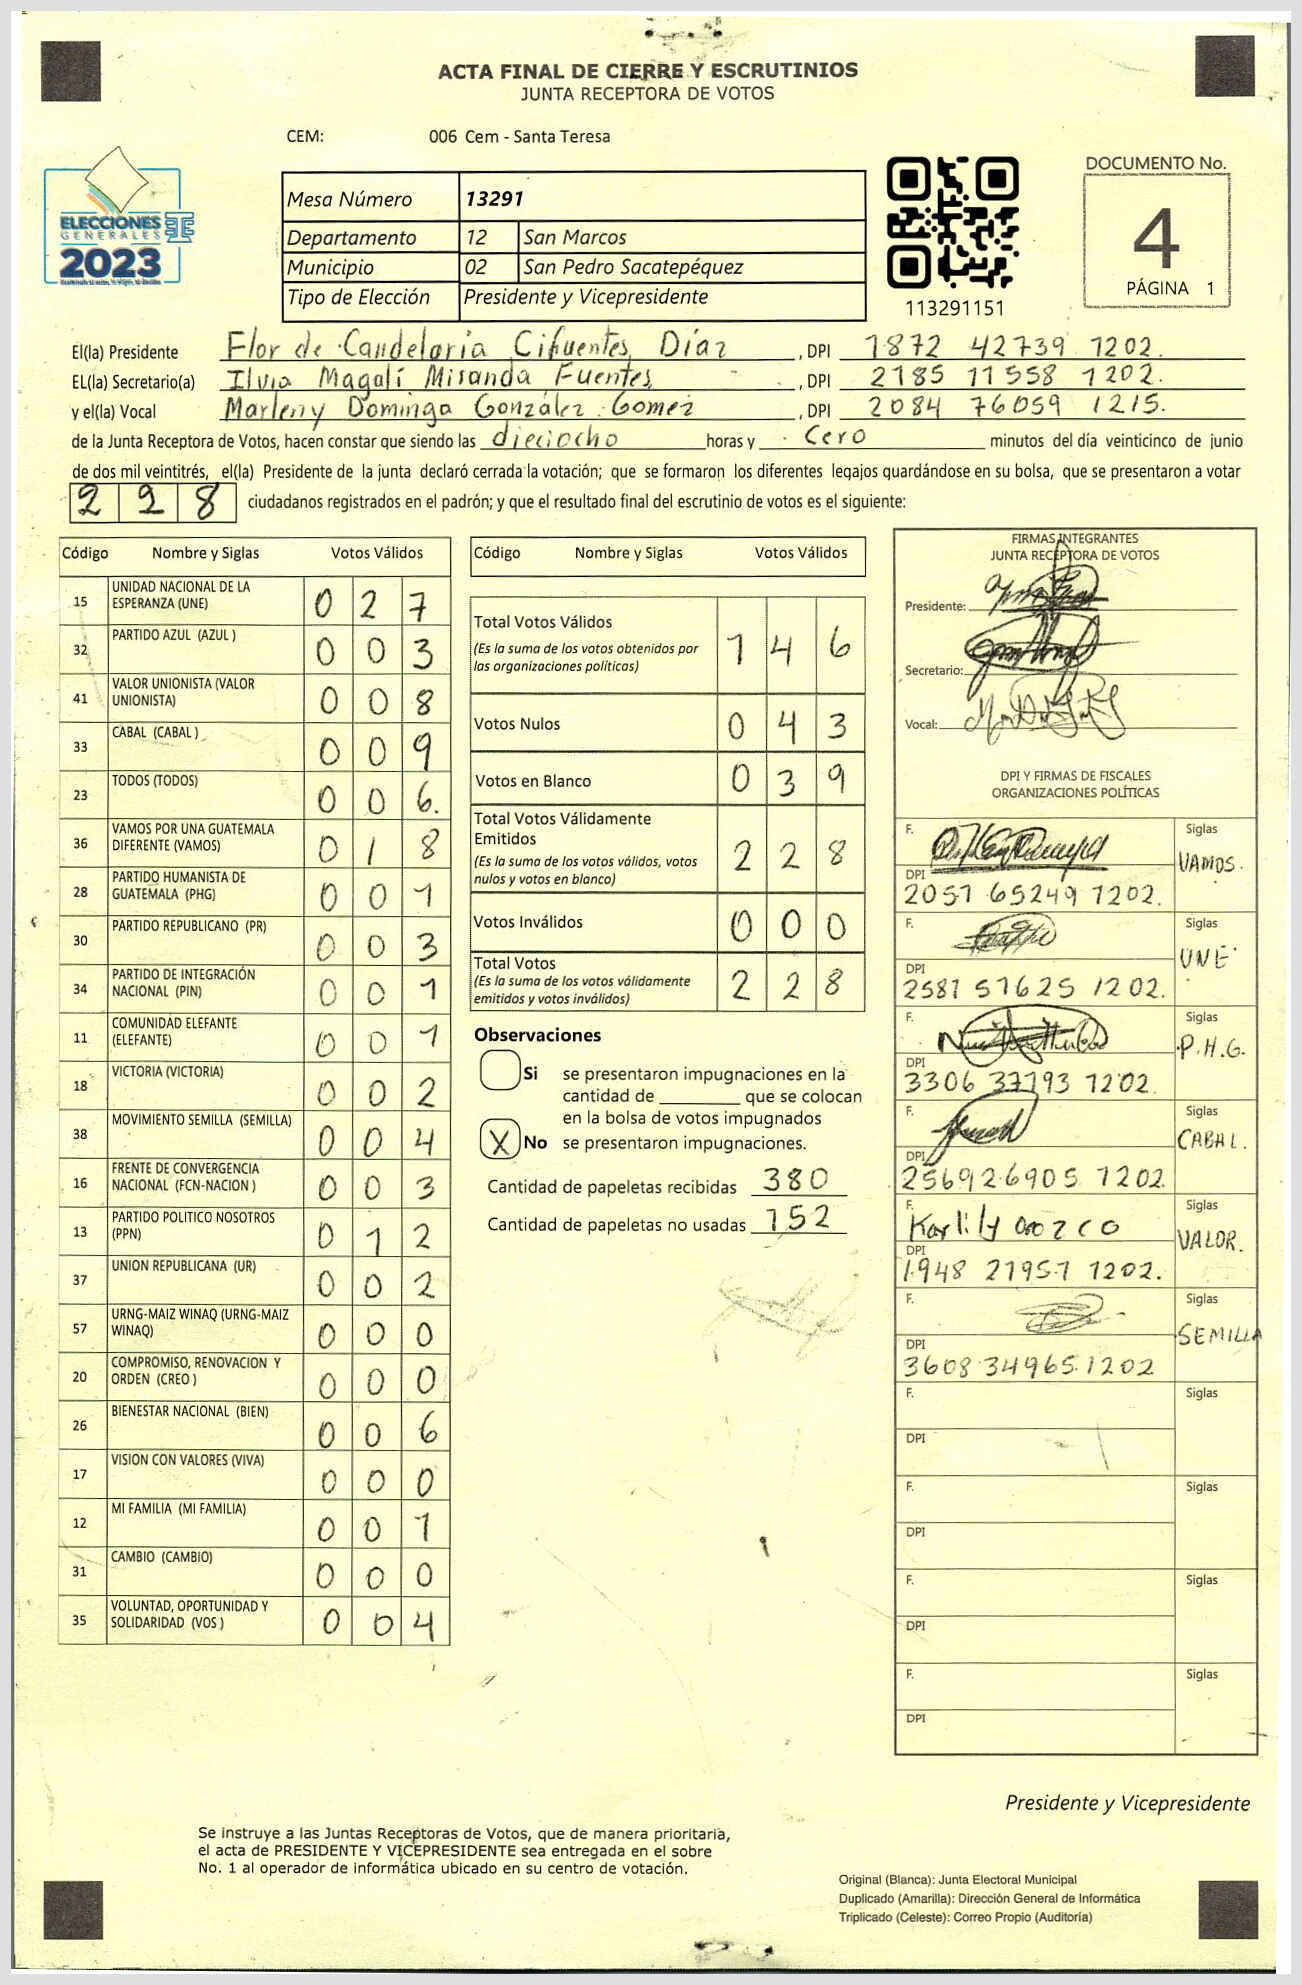 ACTA FINAL DE CIERRE Y ESCRUTINIOS
JUNTA RECEPTORA DE VOTOS
CEM: 006 Cem - Santa Teresa
ELECCIONES
GENERALES
2023
Mesa Número 13291
Departamento 12 San Marcos
Municipio 02 San Pedro Sacatepéquez
Tipo de Elección Presidente y Vicepresidente
113291151
DOCUMENTO No.
4
PÁGINA 1
El(la) Presidente Flor de Candelaria Cifuentes Díaz, DPI 1872 42739 1202.
EL(la) Secretario(a) Ilvia Magalí Miranda Fuentes, DPI 2185 11558 1202.
y el(la) Vocal Marleny Dominga González Gomez, DPI 2084 76059 1215.
de la Junta Receptora de Votos, hacen constar que siendo las dieciocho horas y Cero minutos del día veinticinco de junio
de dos mil veintitrés, el(la) Presidente de la junta declaró cerrada la votación; que se formaron los diferentes legajos guardándose en su bolsa, que se presentaron a votar
228 ciudadanos registrados en el padrón; y que el resultado final del escrutinio de votos es el siguiente:
Código Nombre y Siglas Votos Válidos
15 UNIDAD NACIONAL DE LA ESPERANZA (UNE) 0 2 7
32 PARTIDO AZUL (AZUL ) 0 0 3
41 VALOR UNIONISTA (VALOR UNIONISTA) 0 0 8
33 CABAL (CABAL ) 0 0 9
23 TODOS (TODOS) 0 0 6.
36 VAMOS POR UNA GUATEMALA DIFERENTE (VAMOS) 0 1 8
28 PARTIDO HUMANISTA DE GUATEMALA (PHG) 0 0 1
30 PARTIDO REPUBLICANO (PR) 0 0 3
34 PARTIDO DE INTEGRACIÓN NACIONAL (PIN) 0 0 1
11 COMUNIDAD ELEFANTE (ELEFANTE) 0 0 1
18 VICTORIA (VICTORIA) 0 0 2
38 MOVIMIENTO SEMILLA (SEMILLA) 0 0 4
16 FRENTE DE CONVERGENCIA NACIONAL (FCN-NACION ) 0 0 3
13 PARTIDO POLITICO NOSOTROS (PPN) 0 1 2
37 UNION REPUBLICANA (UR) 0 0 2
57 URNG-MAIZ WINAQ (URNG-MAIZ WINAQ) 0 0 0
20 COMPROMISO, RENOVACION Y ORDEN (CREO ) 0 0 0
26 BIENESTAR NACIONAL (BIEN) 0 0 6
17 VISION CON VALORES (VIVA) 0 0 0
12 MI FAMILIA (MI FAMILIA) 0 0 1
31 CAMBIO (CAMBIO) 0 0 0
35 VOLUNTAD, OPORTUNIDAD Y SOLIDARIDAD (VOS ) 0 0 4
Código Nombre y Siglas Votos Válidos
Total Votos Válidos 1 4 6
(Es la suma de los votos obtenidos por
las organizaciones políticas)
Votos Nulos 0 4 3
Votos en Blanco 0 3 9
Total Votos Válidamente
Emitidos 2 2 8
(Es la suma de los votos válidos, votos
nulos y votos en blanco)
Votos Inválidos 0 0 0
Total Votos 2 2 8
(Es la suma de los votos válidamente
emitidos y votos inválidos)
Observaciones
Si se presentaron impugnaciones en la
cantidad de ________ que se colocan
en la bolsa de votos impugnados
X No se presentaron impugnaciones.
Cantidad de papeletas recibidas 380
Cantidad de papeletas no usadas 152
FIRMAS INTEGRANTES
JUNTA RECEPTORA DE VOTOS
Presidente:
Secretario:
Vocal:
DPI Y FIRMAS DE FISCALES
ORGANIZACIONES POLÍTICAS
F. Siglas VAMOS.
DPI 2057 65249 1202.
F. Siglas UNE
DPI 2581 51625 1202.
F. Siglas P.H.G.
DPI 3306 37793 1202.
F. Siglas CABAL.
DPI 25692 6905 1202.
F. Karlily Orozco Siglas VALOR.
DPI 1948 21957 1202.
F. Siglas SEMILLA
DPI 3608 34965 1202
F. Siglas
DPI
F. Siglas
DPI
F. Siglas
DPI
F. Siglas
DPI
Presidente y Vicepresidente
Se instruye a las Juntas Receptoras de Votos, que de manera prioritaria,
el acta de PRESIDENTE Y VICEPRESIDENTE sea entregada en el sobre
No. 1 al operador de informática ubicado en su centro de votación.
Original (Blanca): Junta Electoral Municipal
Duplicado (Amarilla): Dirección General de Informática
Triplicado (Celeste): Correo Propio (Auditoría)